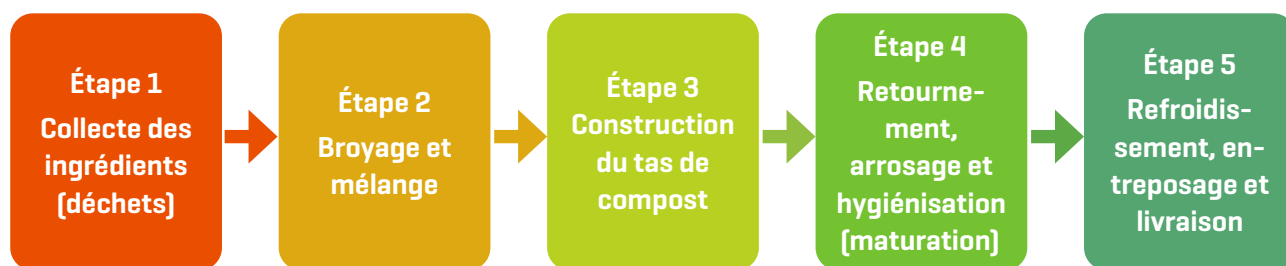 Étape 1
Collecte des
ingrédients
(déchets)
Étape 2
Broyage et
mélange
Étape 3
Construction
du tas de
compost
Étape 4
Retourne-
ment,
arrosage et
hygiénisation
(maturation)
Étape 5
Refroidis-
sement, en-
treposage et
livraison